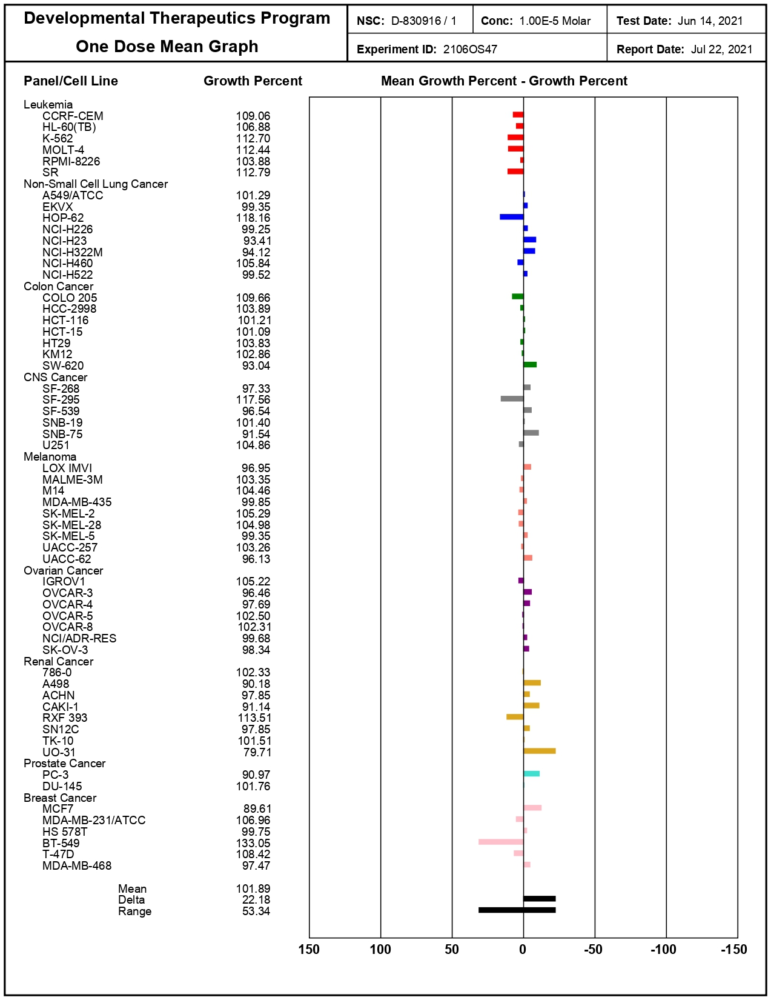 Developmental Therapeutics Program
One Dose Mean Graph
NSC: D-830916 / 1
Conc: 1.00E-5 Molar
Test Date: Jun 14, 2021
Experiment ID: 2106OS47
Report Date: Jul 22, 2021
Panel/Cell Line Growth Percent Mean Growth Percent - Growth Percent
Leukemia
CCRF-CEM 109.06
HL-60(TB) 106.88
K-562 112.70
MOLT-4 112.44
RPMI-8226 103.88
SR 112.79
Non-Small Cell Lung Cancer
A549/ATCC 101.29
EKVX 99.35
HOP-62 118.16
NCI-H226 99.25
NCI-H23 93.41
NCI-H322M 94.12
NCI-H460 105.84
NCI-H522 99.52
Colon Cancer
COLO 205 109.66
HCC-2998 103.89
HCT-116 101.21
HCT-15 101.09
HT29 103.83
KM12 102.86
SW-620 93.04
CNS Cancer
SF-268 97.33
SF-295 117.56
SF-539 96.54
SNB-19 101.40
SNB-75 91.54
U251 104.86
Melanoma
LOX IMVI 96.95
MALME-3M 103.35
M14 104.46
MDA-MB-435 99.85
SK-MEL-2 105.29
SK-MEL-28 104.98
SK-MEL-5 99.35
UACC-257 103.26
UACC-62 96.13
Ovarian Cancer
IGROV1 105.22
OVCAR-3 96.46
OVCAR-4 97.69
OVCAR-5 102.50
OVCAR-8 102.31
NCI/ADR-RES 99.68
SK-OV-3 98.34
Renal Cancer
786-0 102.33
A498 90.18
ACHN 97.85
CAKI-1 91.14
RXF 393 113.51
SN12C 97.85
TK-10 101.51
UO-31 79.71
Prostate Cancer
PC-3 90.97
DU-145 101.76
Breast Cancer
MCF7 89.61
MDA-MB-231/ATCC 106.96
HS 578T 99.75
BT-549 133.05
T-47D 108.42
MDA-MB-468 97.47
Mean 101.89
Delta 22.18
Range 53.34
150 100 50 0 -50 -100 -150